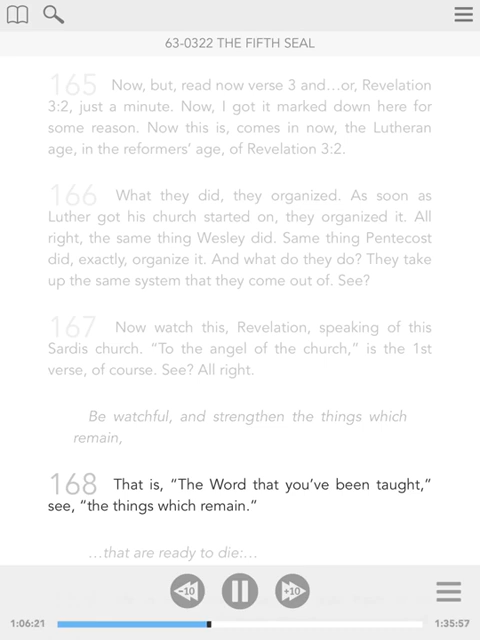 63-0322 THE FIFTH SEAL
165 Now, but, read now verse 3 and…or, Revelation
3:2, just a minute. Now, I got it marked down here for
some reason. Now this is, comes in now, the Lutheran
age, in the reformers’ age, of Revelation 3:2.
166 What they did, they organized. As soon as
Luther got his church started on, they organized it. All
right, the same thing Wesley did. Same thing Pentecost
did, exactly, organize it. And what do they do? They take
up the same system that they come out of. See?
167 Now watch this, Revelation, speaking of this
Sardis church. “To the angel of the church,” is the 1st
verse, of course. See? All right.
Be watchful, and strengthen the things which
remain,
168 That is, “The Word that you’ve been taught,”
see, “the things which remain.”
…that are ready to die:…
-10 +10
1:06:21 1:35:57